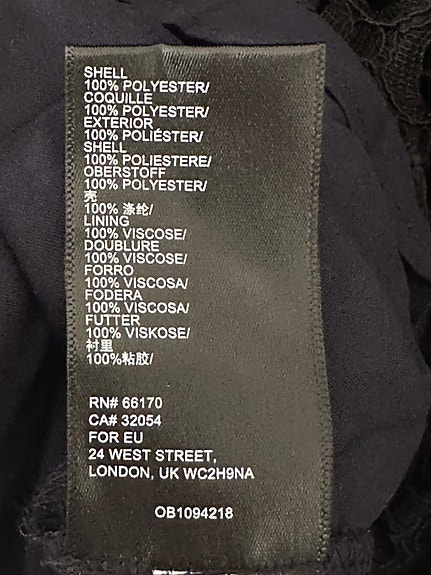 SHELL
100% POLYESTER/
COQUILLE
100% POLYESTER/
EXTERIOR
100% POLIÉSTER/
SHELL
100% POLIESTERE/
OBERSTOFF
100% POLYESTER/
壳
100% 涤纶/
LINING
100% VISCOSE/
DOUBLURE
100% VISCOSE/
FORRO
100% VISCOSA/
FODERA
100% VISCOSA/
FUTTER
100% VISKOSE/
衬里
100%粘胶/
RN# 66170
CA# 32054
FOR EU
24 WEST STREET,
LONDON, UK WC2H9NA
OB1094218